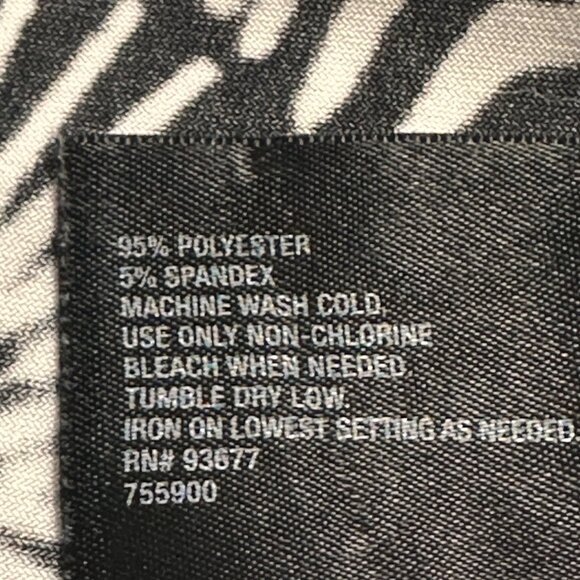 95% POLYESTER
5% SPANDEX
MACHINE WASH COLD,
USE ONLY NON-CHLORINE
BLEACH WHEN NEEDED.
TUMBLE DRY LOW.
IRON ON LOWEST SETTING AS NEEDED
RN# 93677
755900